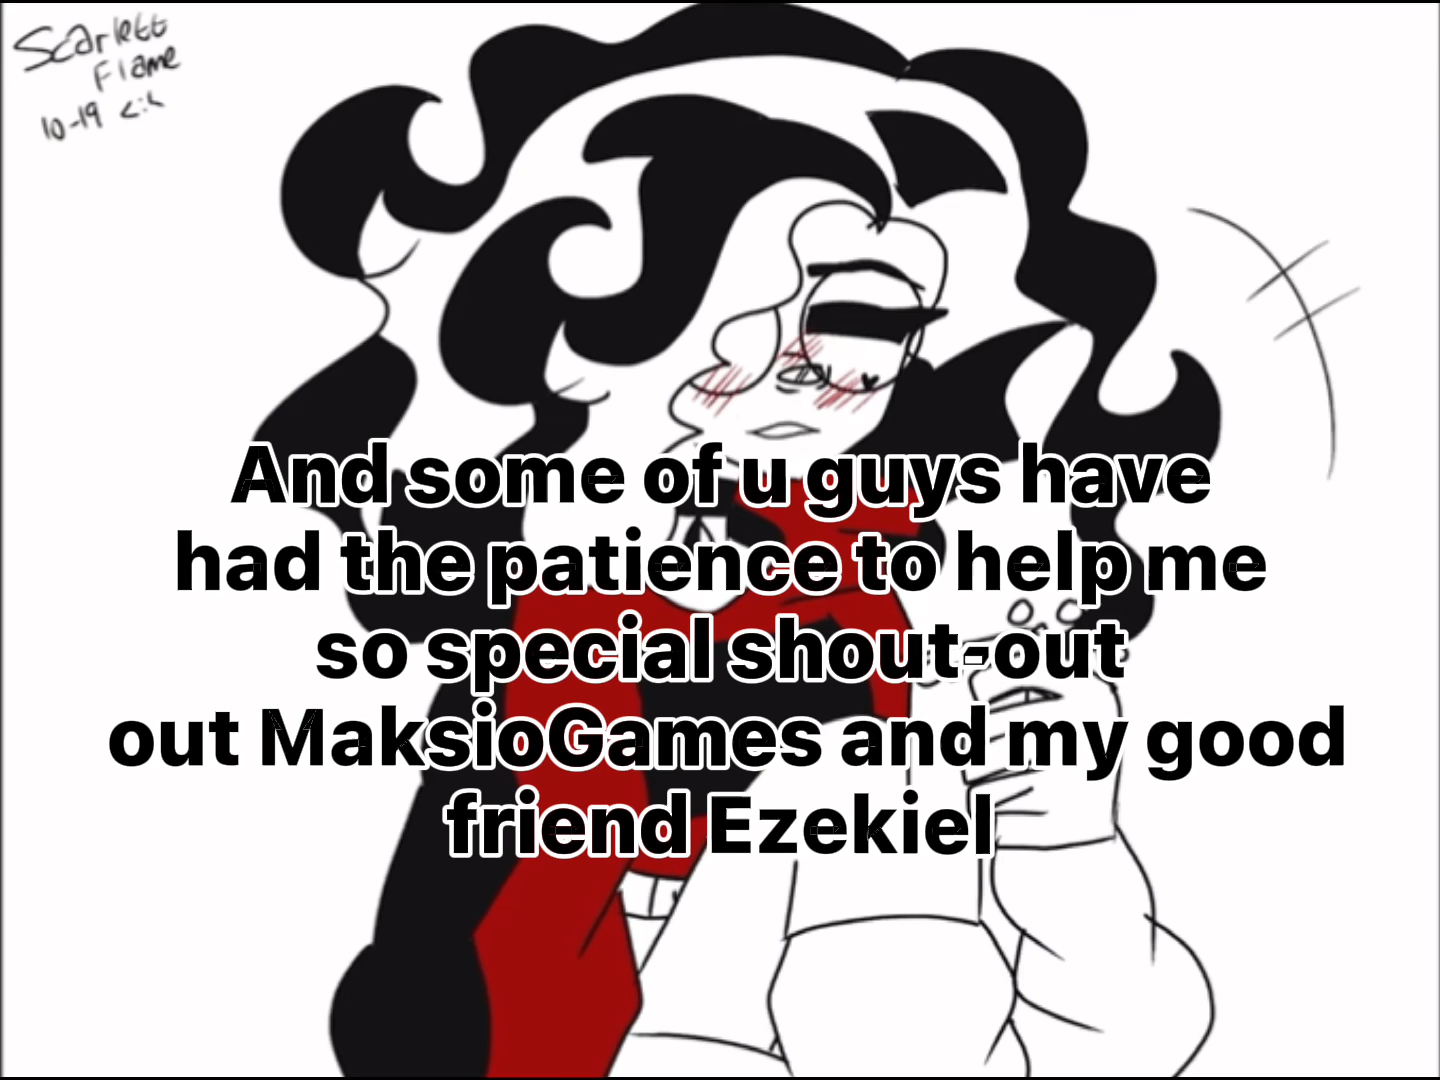 Scarlett
Flame
10-19 <:<
And some of u guys have
had the patience to help me
so special shout-out
out MaksioGames and my good
friend Ezekiel